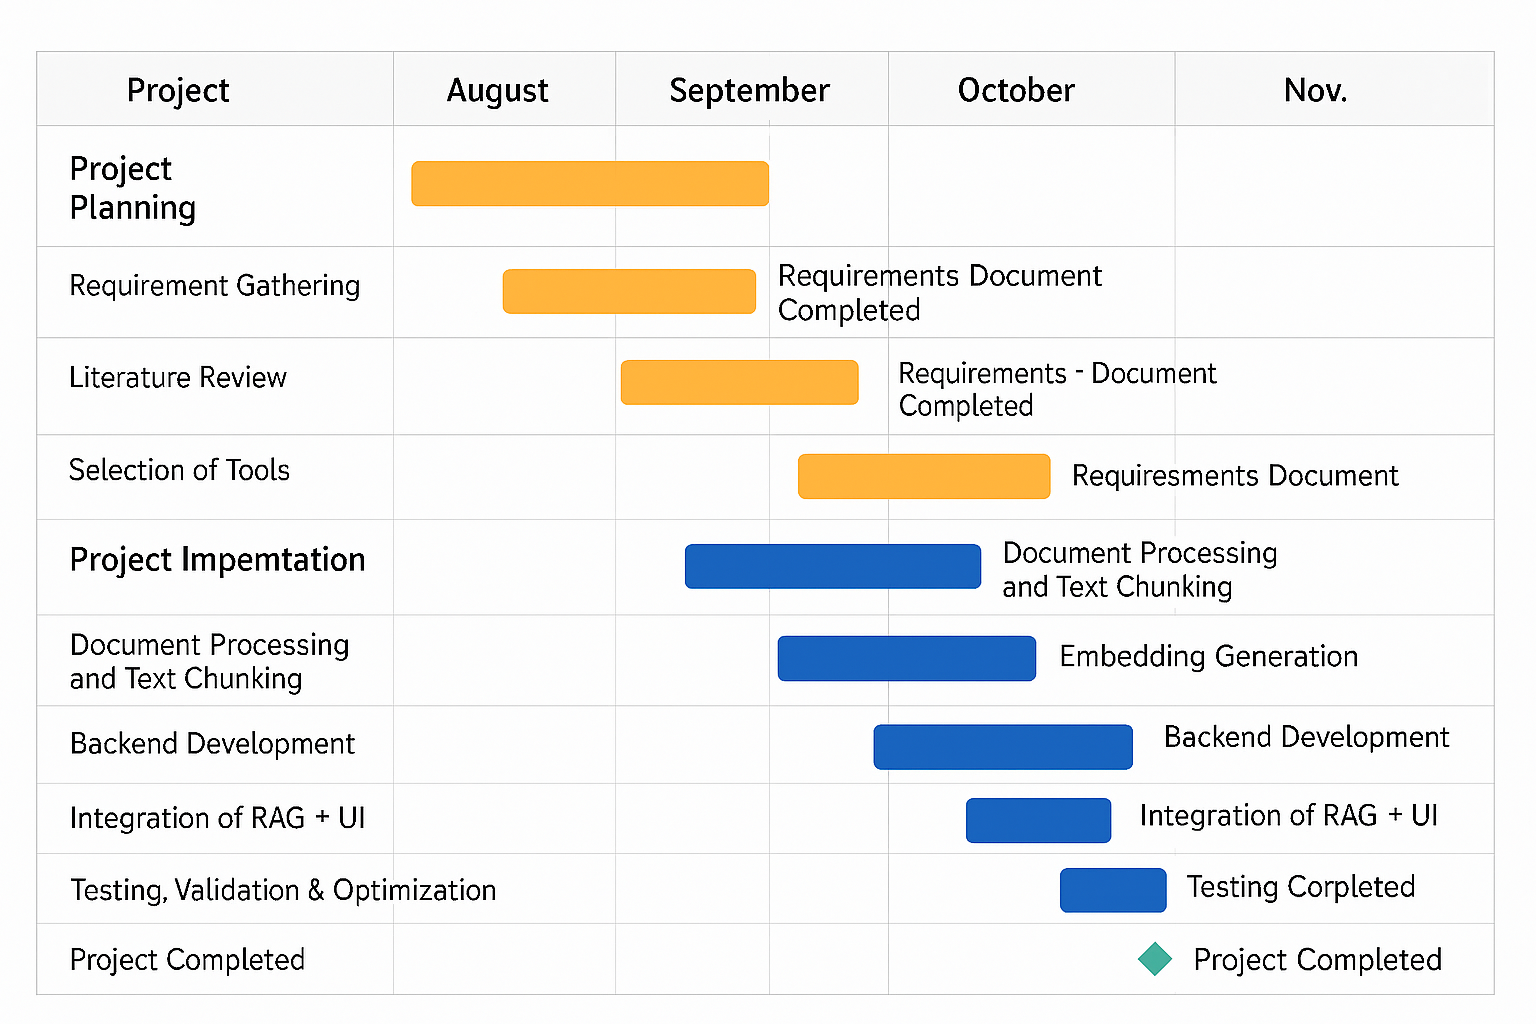 Project August September October Nov.
Project
Planning
Requirement Gathering
Requirements Document
Completed
Literature Review
Requirements - Document
Completed
Selection of Tools
Requiresments Document
Project Impemtation
Document Processing
and Text Chunking
Document Processing
and Text Chunking
Embedding Generation
Backend Development
Backend Development
Integration of RAG + UI
Integration of RAG + UI
Testing, Validation & Optimization
Testing Corpleted
Project Completed
Project Completed